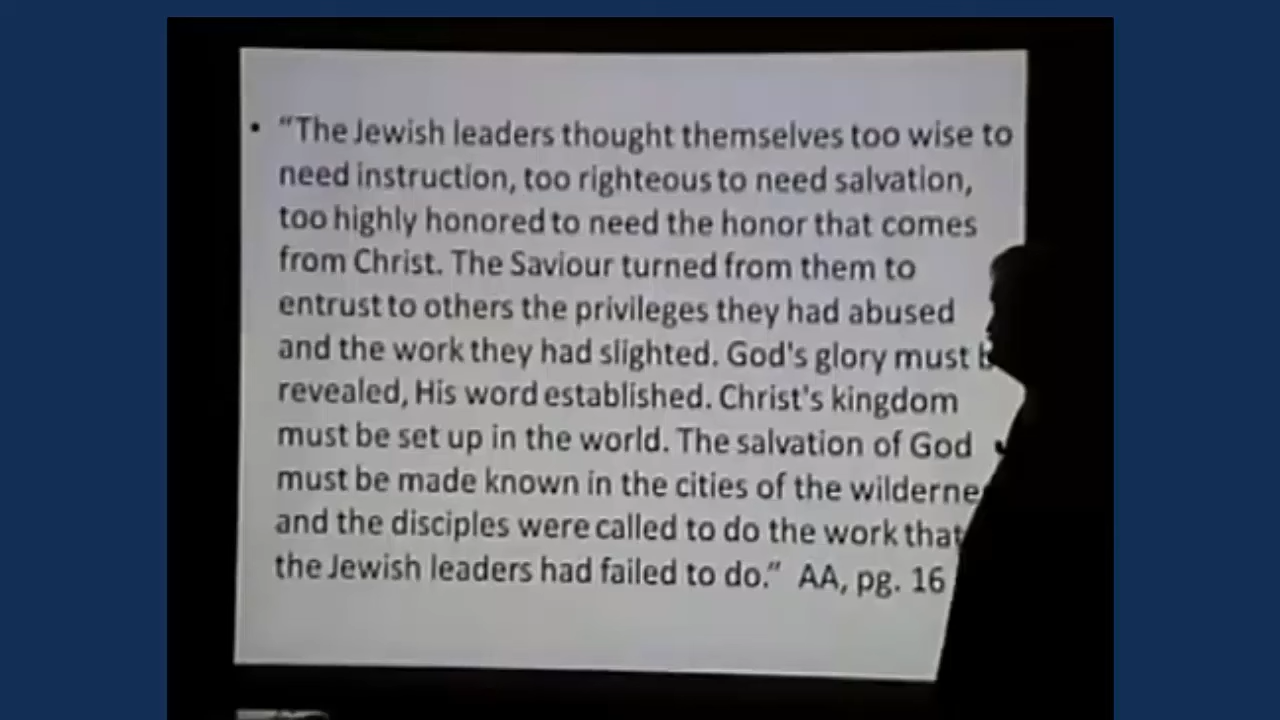 • “The Jewish leaders thought themselves too wise to
need instruction, too righteous to need salvation,
too highly honored to need the honor that comes
from Christ. The Saviour turned from them to
entrust to others the privileges they had abused
and the work they had slighted. God's glory must
revealed, His word established. Christ's kingdom
must be set up in the world. The salvation of God
must be made known in the cities of the wilderne
and the disciples were called to do the work that
the Jewish leaders had failed to do.” AA, pg. 16